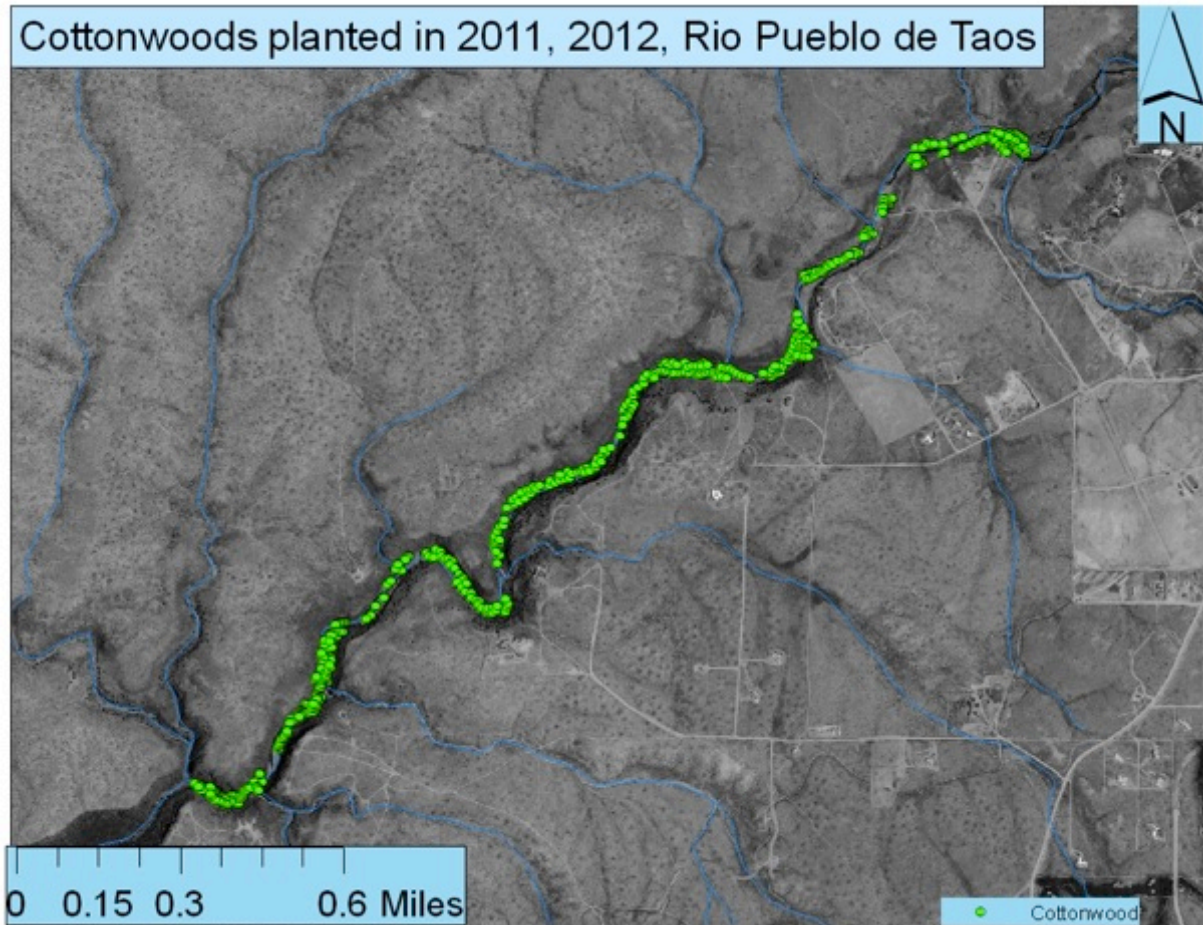 Cottonwoods planted in 2011, 2012, Rio Pueblo de Taos
N
0 0.15 0.3 0.6 Miles
Cottonwood